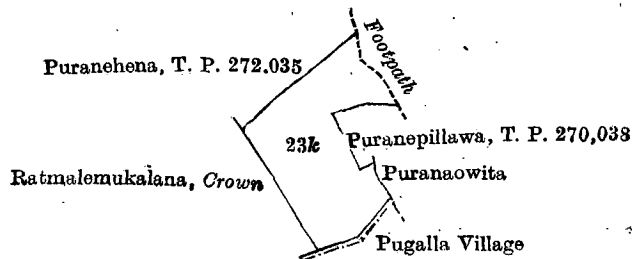 Footpath
Puranehena, T. P. 272.035
23k
Puranepillawa, T. P. 270,038
Ratmalemukalana, Crown
Puranaowita
Pugalla Village